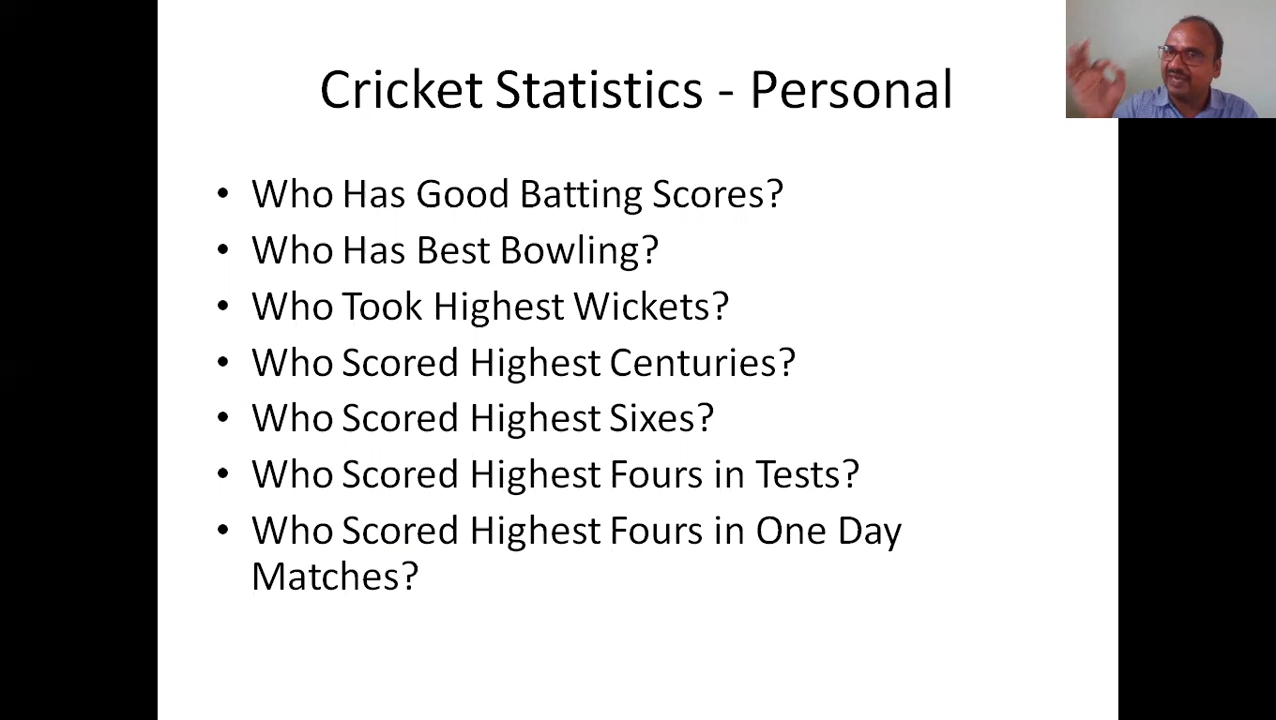 Cricket Statistics - Personal
• Who Has Good Batting Scores?
• Who Has Best Bowling?
• Who Took Highest Wickets?
• Who Scored Highest Centuries?
• Who Scored Highest Sixes?
• Who Scored Highest Fours in Tests?
• Who Scored Highest Fours in One Day
Matches?